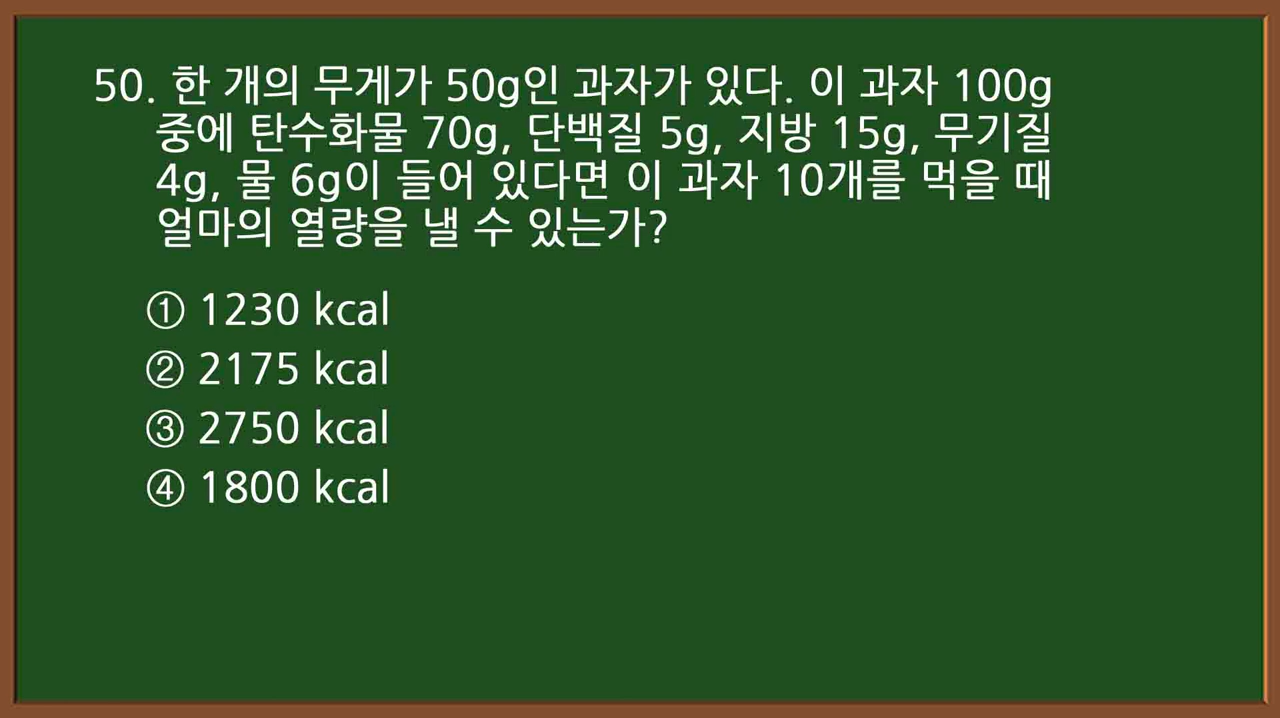 50. 한 개의 무게가 50g인 과자가 있다. 이 과자 100g
중에 탄수화물 70g, 단백질 5g, 지방 15g, 무기질
4g, 물 6g이 들어 있다면 이 과자 10개를 먹을 때
얼마의 열량을 낼 수 있는가?
① 1230 kcal
② 2175 kcal
③ 2750 kcal
④ 1800 kcal